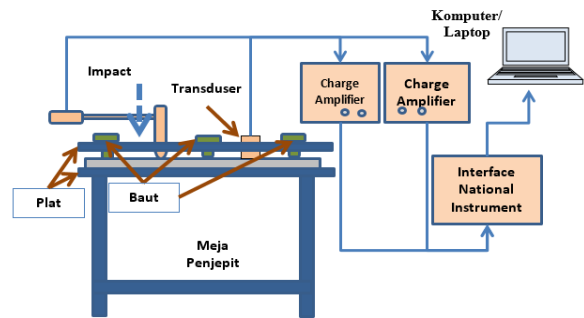 Komputer/
Laptop
Impact
Transduser
Charge
Amplifier
Charge
Amplifier
Plat
Baut
Interface
National
Instrument
Meja
Penjepit